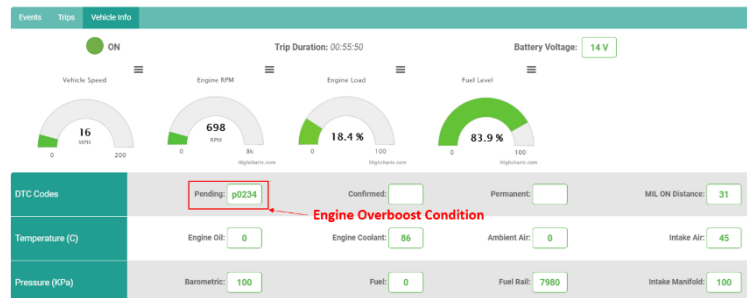 Events Trips Vehicle Info
ON Trip Duration: 00:55:50 Battery Voltage: 14 V
Vehicle Speed Engine RPM Engine Load Fuel Level
16 698 18.4 % 83.9 %
MPH RPM
0 200 0 8k 0 100 0 100
Highcharts.com Highcharts.com Highcharts.com
DTC Codes Pending: p0234 Confirmed: Permanent: MIL ON Distance: 31
Engine Overboost Condition
Temperature (C) Engine Oil: 0 Engine Coolant: 86 Ambient Air: 0 Intake Air: 45
Pressure (KPa) Barometric: 100 Fuel: 0 Fuel Rail: 7980 Intake Manifold: 100